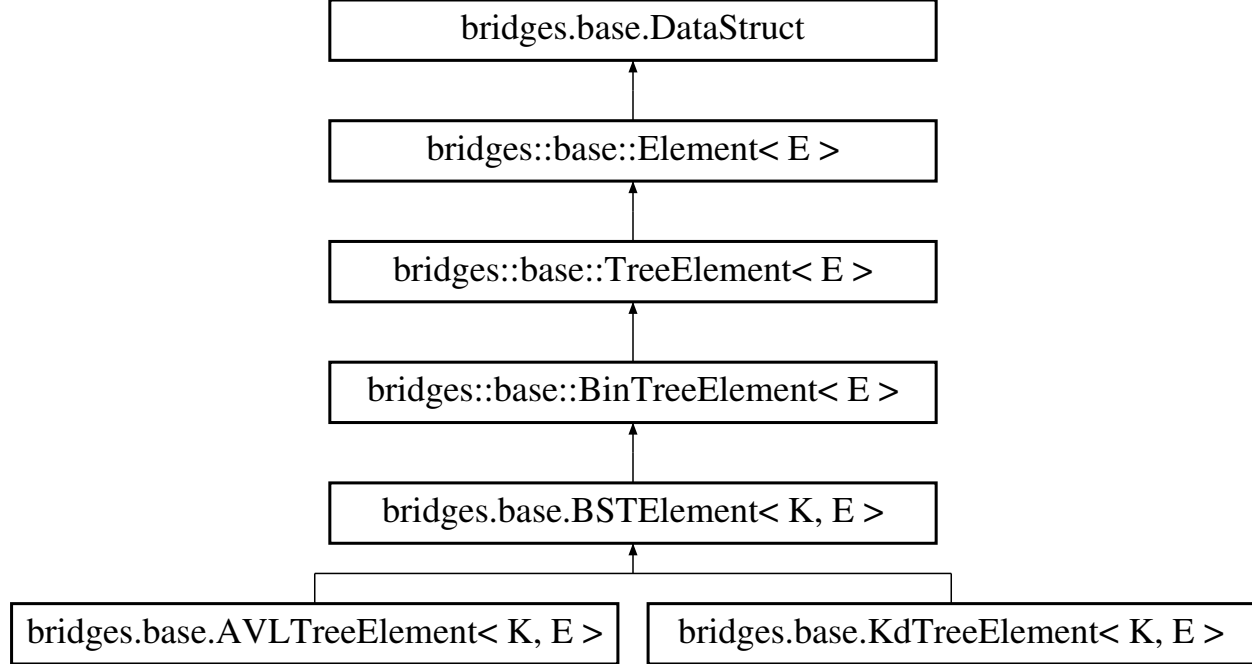 bridges.base.DataStruct
bridges::base::Element< E >
bridges::base::TreeElement< E >
bridges::base::BinTreeElement< E >
bridges.base.BSTElement< K, E >
bridges.base.AVLTreeElement< K, E >
bridges.base.KdTreeElement< K, E >